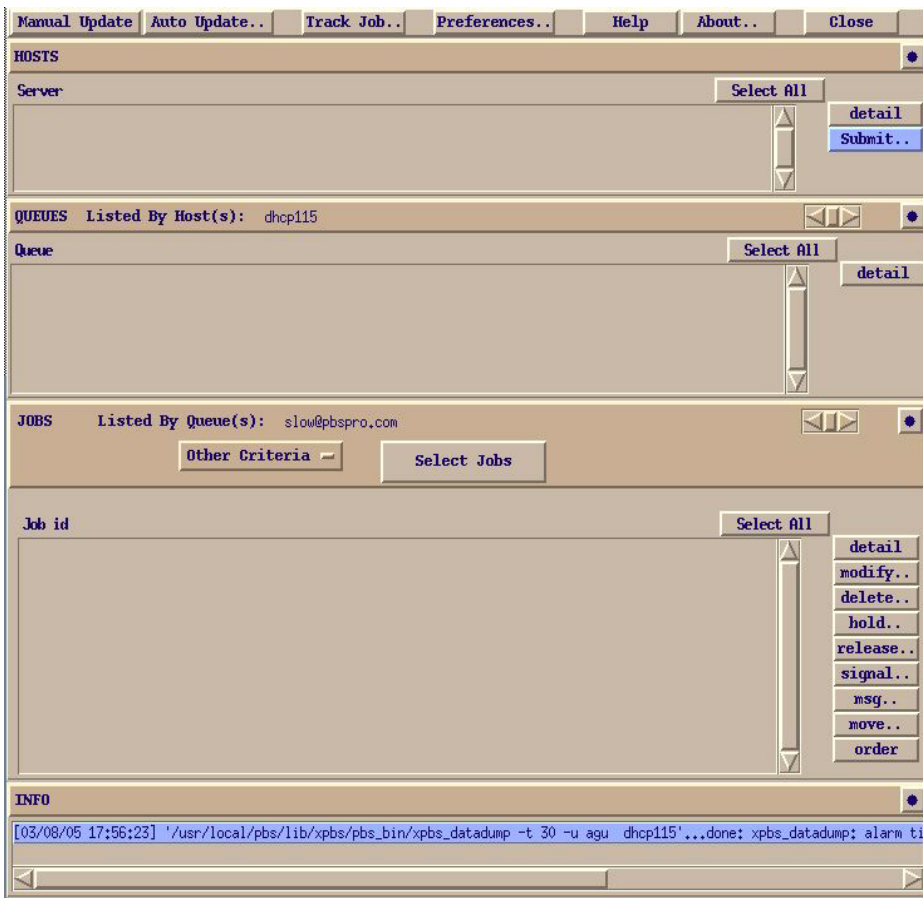 Manual Update Auto Update.. Track Job.. Preferences.. Help About.. Close
HOSTS
Server Select All
detail
Submit..
QUEUES Listed By Host(s): dhcp115
Queue Select All
detail
JOBS Listed By Queue(s): slow@pbspro.com
Other Criteria Select Jobs
Job id Select All
detail
modify..
delete..
hold..
release..
signal..
msg..
move..
order
INFO
[03/08/05 17:56:23] '/usr/local/pbs/lib/xpbs/pbs_bin/xpbs_datadump -t 30 -u agu dhcp115'...done: xpbs_datadump: alarm ti